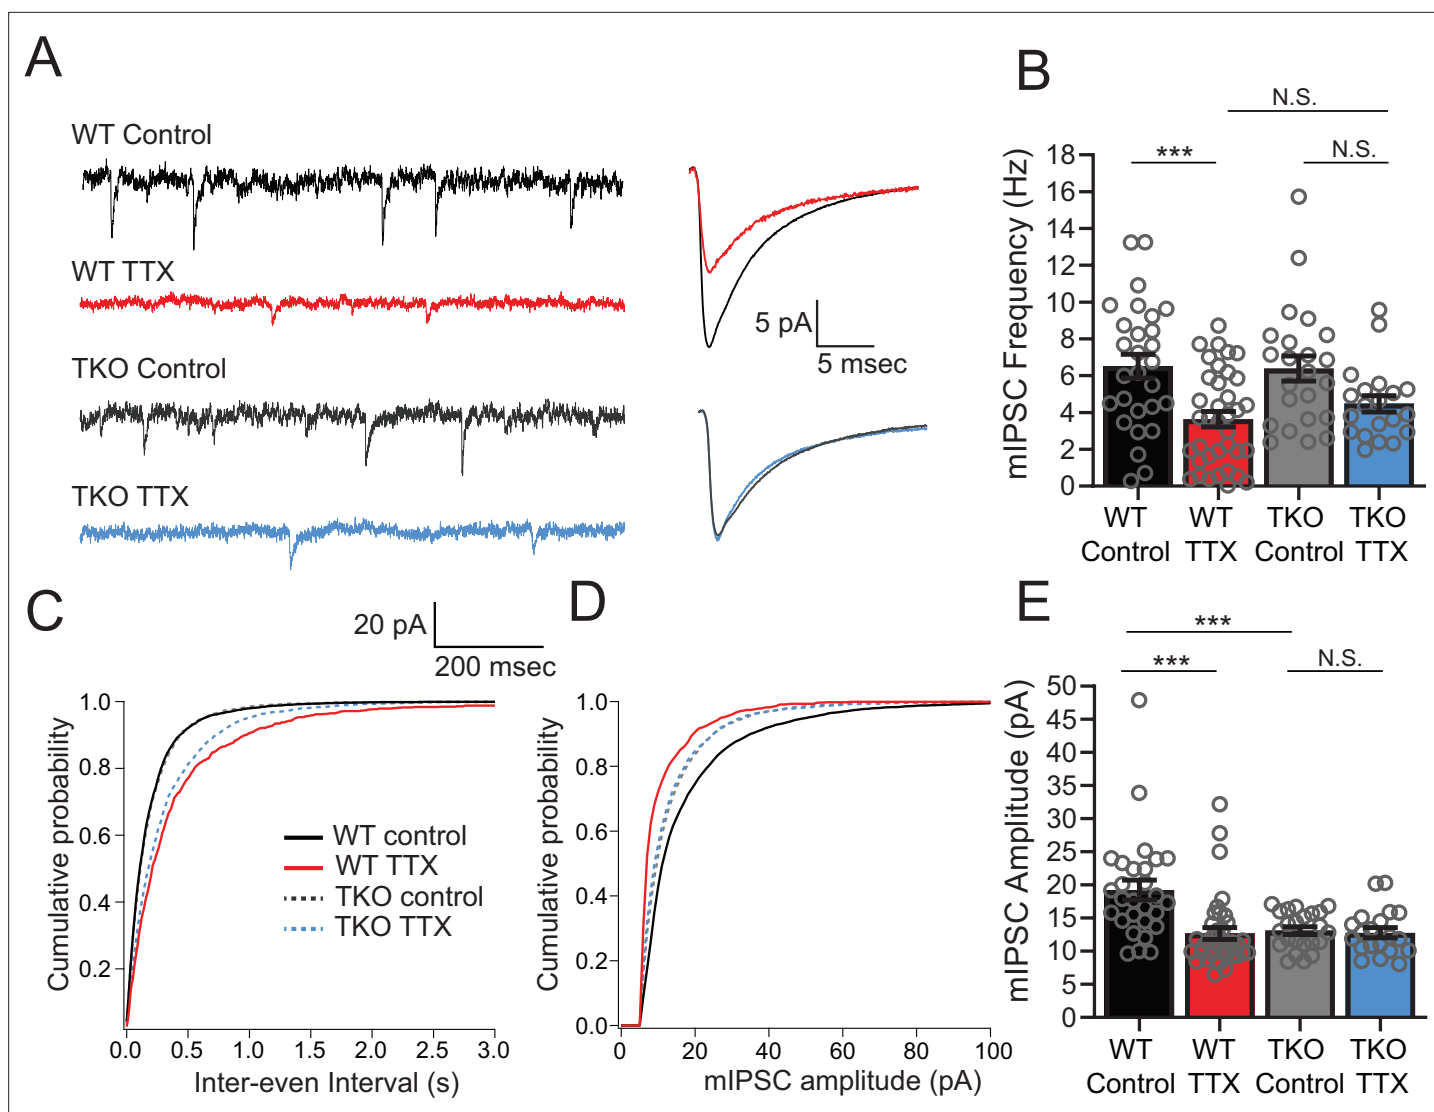 A
WT Control
WT TTX
TKO Control
TKO TTX
5 pA
5 msec
20 pA
200 msec
B
N.S.
*** N.S.
mIPSC Frequency (Hz)
18
16
14
12
10
8
6
4
2
0
WT Control
WT TTX
TKO Control
TKO TTX
C
Cumulative probability
1.0
0.8
0.6
0.4
0.2
0.0 0.5 1.0 1.5 2.0 2.5 3.0
Inter-even Interval (s)
WT control
WT TTX
TKO control
TKO TTX
D
Cumulative probability
1.0
0.8
0.6
0.4
0.2
0.0
0 20 40 60 80 100
mIPSC amplitude (pA)
E
***
*** N.S.
mIPSC Amplitude (pA)
50
45
40
35
30
25
20
15
10
5
0
WT Control
WT TTX
TKO Control
TKO TTX